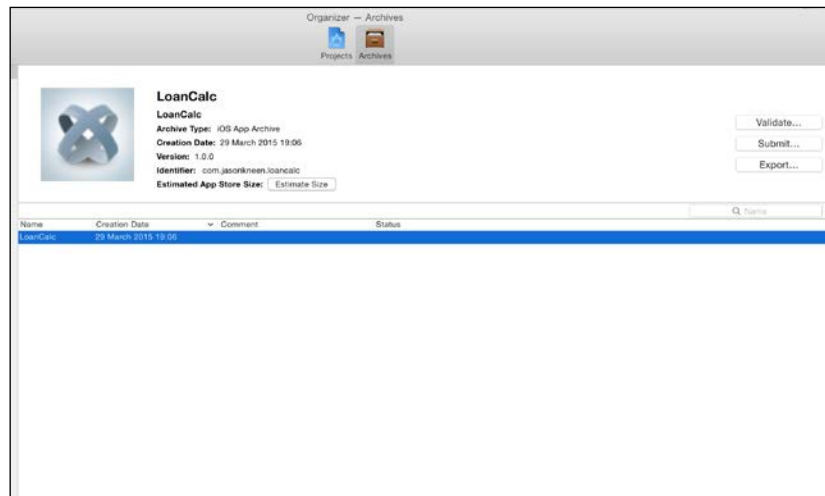 Organizer — Archives
Projects Archives
LoanCalc
LoanCalc
Archive Type: iOS App Archive
Creation Date: 29 March 2015 19:06
Version: 1.0.0
Identifier: com.jasonkneen.loancalc
Estimated App Store Size: Estimate Size
Validate...
Submit...
Export...
Name
Name Creation Date Comment Status
LoanCalc 29 March 2015 19:06